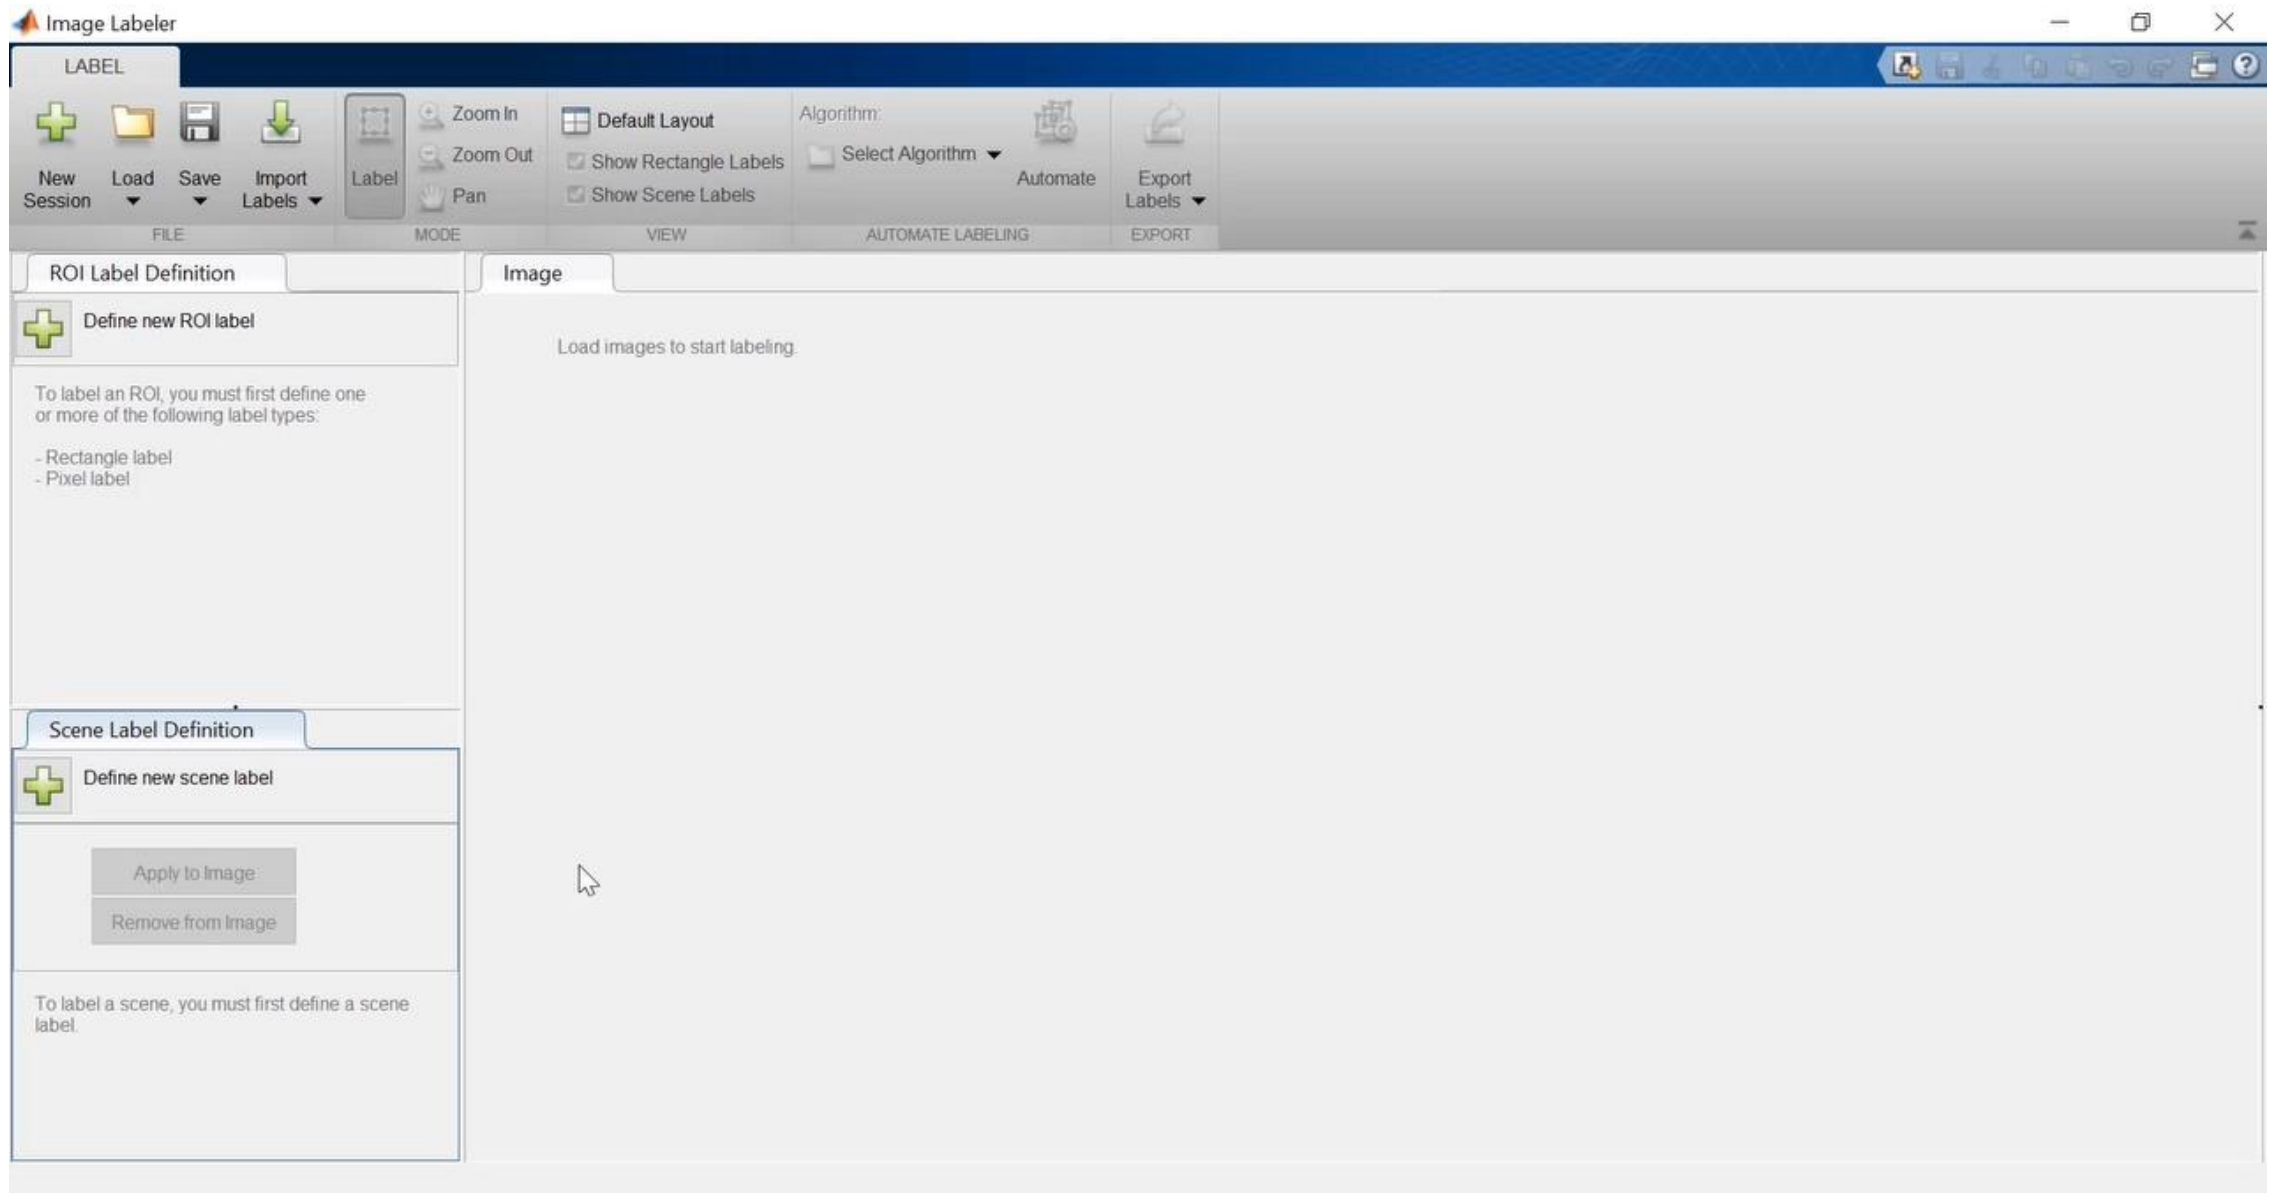 Image Labeler
LABEL
New Session
Load
Save
Import Labels
Label
Zoom In
Zoom Out
Pan
Default Layout
Show Rectangle Labels
Show Scene Labels
Algorithm:
Select Algorithm
Automate
Export Labels
FILE
MODE
VIEW
AUTOMATE LABELING
EXPORT
ROI Label Definition
Define new ROI label
To label an ROI, you must first define one
or more of the following label types:
- Rectangle label
- Pixel label
Image
Load images to start labeling.
Scene Label Definition
Define new scene label
Apply to Image
Remove from Image
To label a scene, you must first define a scene
label.